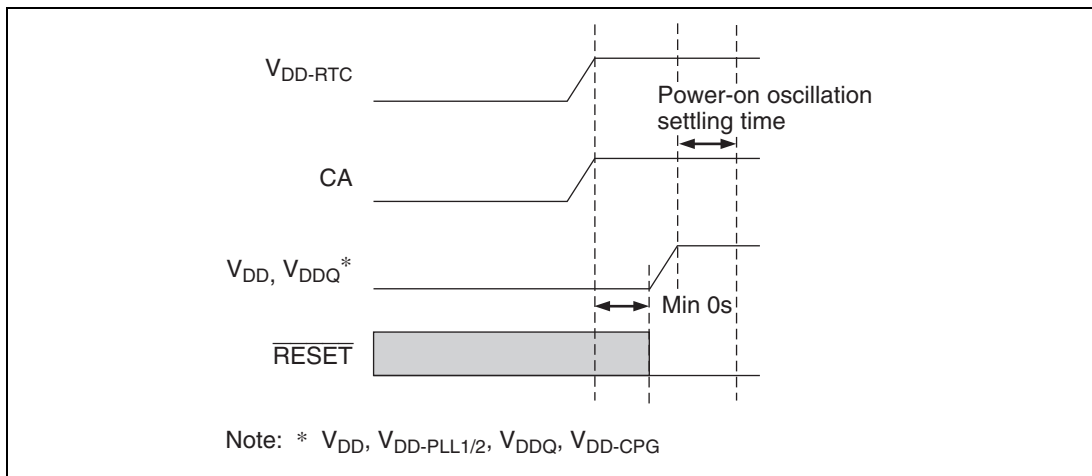 VDD-RTC
Power-on oscillation
settling time
CA
VDD, VDDQ*
Min 0s
RESET
Note: * VDD, VDD-PLL1/2, VDDQ, VDD-CPG